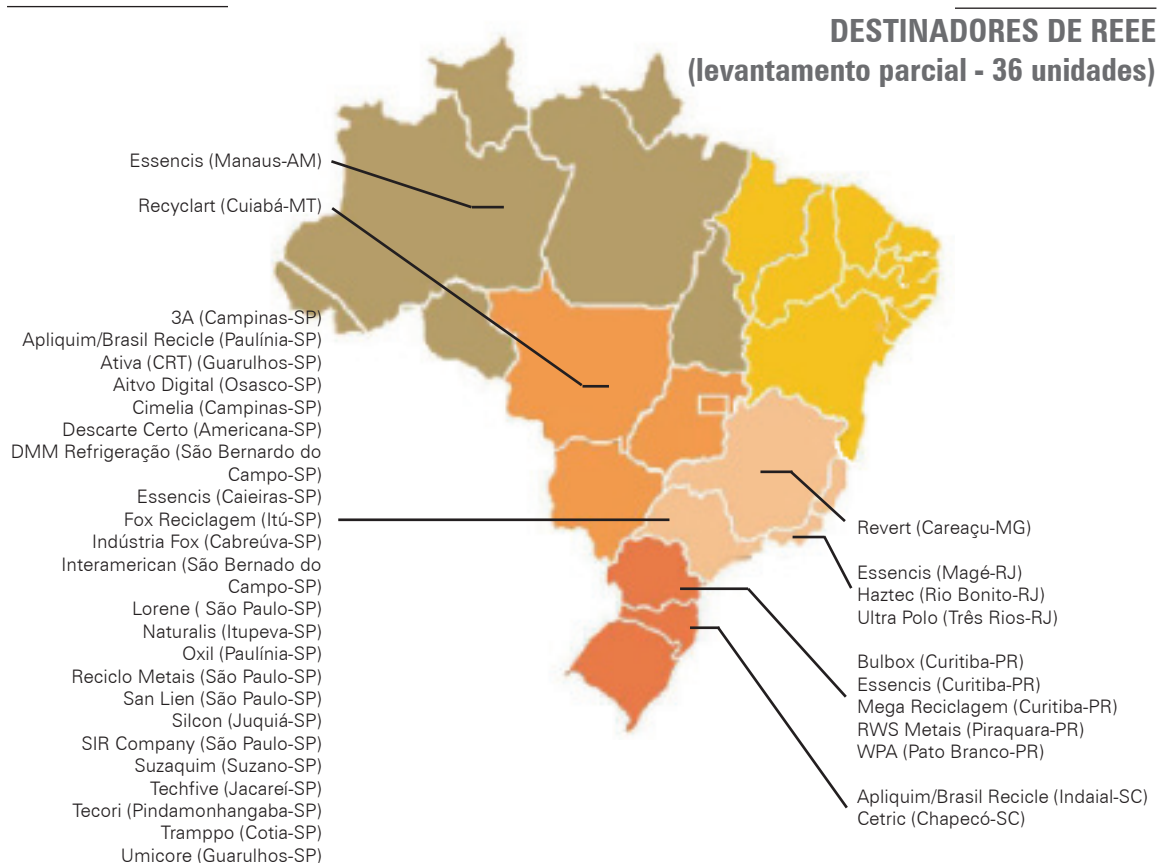 DESTINADORES DE REEE
(levantamento parcial - 36 unidades)
Essencis (Manaus-AM)
Recyclart (Cuiabá-MT)
3A (Campinas-SP)
Apliquim/Brasil Recicle (Paulínia-SP)
Ativa (CRT) (Guarulhos-SP)
Aitvo Digital (Osasco-SP)
Cimelia (Campinas-SP)
Descarte Certo (Americana-SP)
DMM Refrigeração (São Bernardo do
Campo-SP)
Essencis (Caieiras-SP)
Fox Reciclagem (Itú-SP)
Indústria Fox (Cabreúva-SP)
Interamerican (São Bernado do
Campo-SP)
Lorene ( São Paulo-SP)
Naturalis (Itupeva-SP)
Oxil (Paulínia-SP)
Reciclo Metais (São Paulo-SP)
San Lien (São Paulo-SP)
Silcon (Juquiá-SP)
SIR Company (São Paulo-SP)
Suzaquim (Suzano-SP)
Techfive (Jacareí-SP)
Tecori (Pindamonhangaba-SP)
Tramppo (Cotia-SP)
Umicore (Guarulhos-SP)
Revert (Careaçu-MG)
Essencis (Magé-RJ)
Haztec (Rio Bonito-RJ)
Ultra Polo (Três Rios-RJ)
Bulbox (Curitiba-PR)
Essencis (Curitiba-PR)
Mega Reciclagem (Curitiba-PR)
RWS Metais (Piraquara-PR)
WPA (Pato Branco-PR)
Apliquim/Brasil Recicle (Indaial-SC)
Cetric (Chapecó-SC)